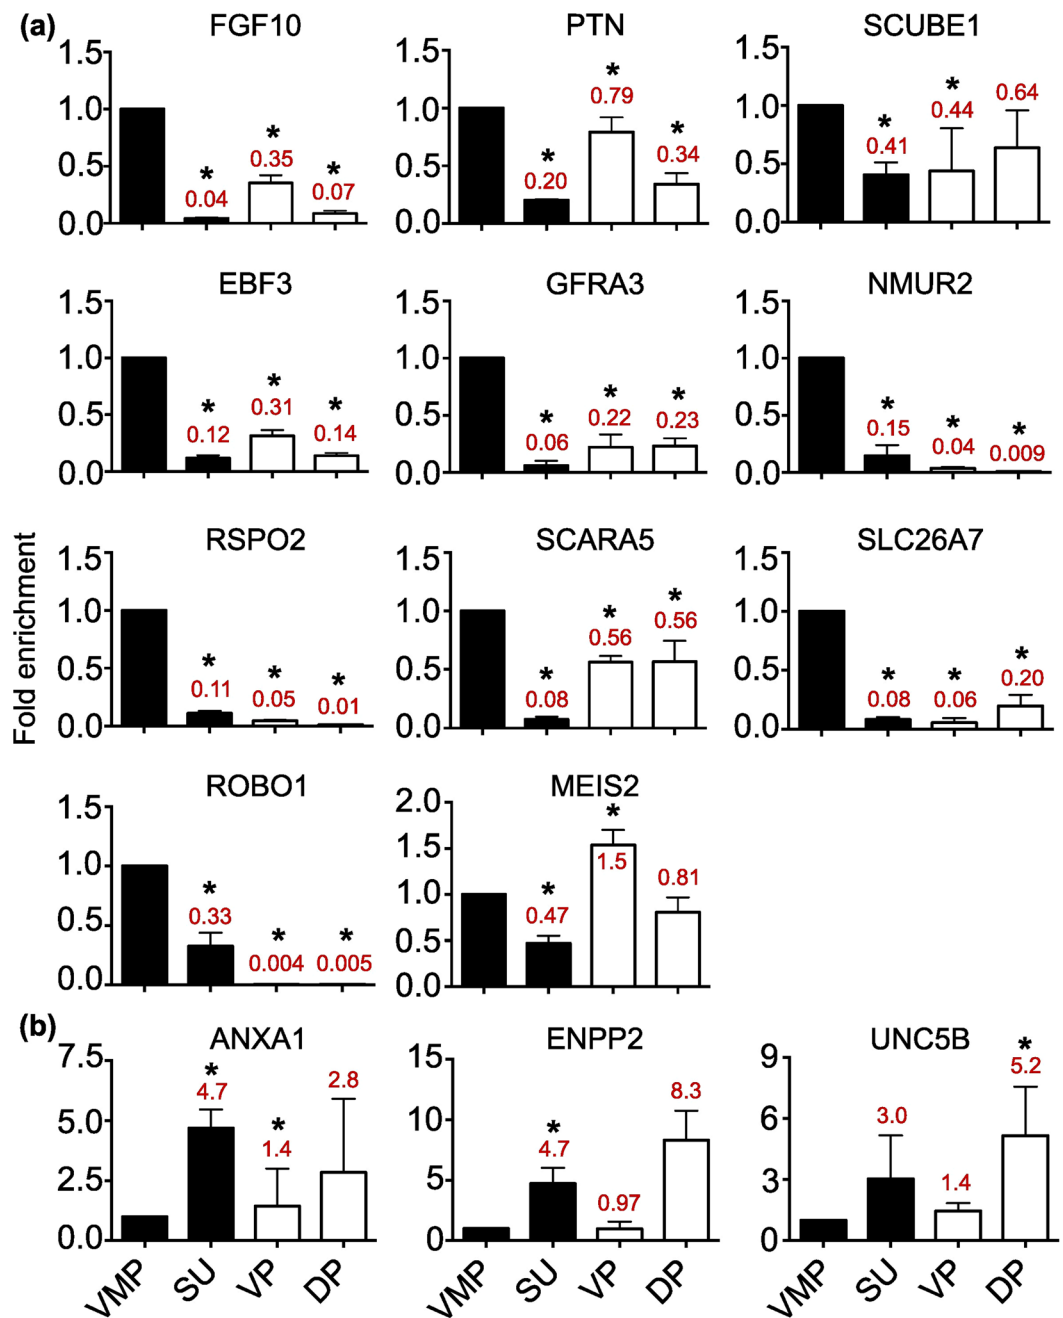 (a)
FGF10 PTN SCUBE1
1.5 1.5 1.5
* * *
0.79 0.44 0.64
1.0 1.0 1.0
* * * * * *
0.04 0.35 0.07 0.20 0.34 0.41
0.5 0.5 0.5
0.0 0.0 0.0
EBF3 GFRA3 NMUR2
1.5 1.5 1.5
1.0 1.0 1.0
* * * * * * * * *
0.12 0.31 0.14 0.06 0.22 0.23 0.15 0.04 0.009
0.5 0.5 0.5
0.0 0.0 0.0
Fold enrichment
RSPO2 SCARA5 SLC26A7
1.5 1.5 1.5
1.0 1.0 1.0
* * * * * * * * *
0.11 0.05 0.01 0.08 0.56 0.56 0.08 0.06 0.20
0.5 0.5 0.5
0.0 0.0 0.0
ROBO1 MEIS2
1.5 2.0
1.0 1.5
1.0
0.5 0.5
0.0 0.0
* * * * *
0.33 0.004 0.005 0.47 1.5 0.81
(b)
ANXA1 ENPP2 UNC5B
7.5 15 9
5.0 10 6
2.5 5 3
0.0 0 0
* * * *
4.7 1.4 2.8 4.7 0.97 8.3 3.0 1.4 5.2
VMP SU VP DP VMP SU VP DP VMP SU VP DP